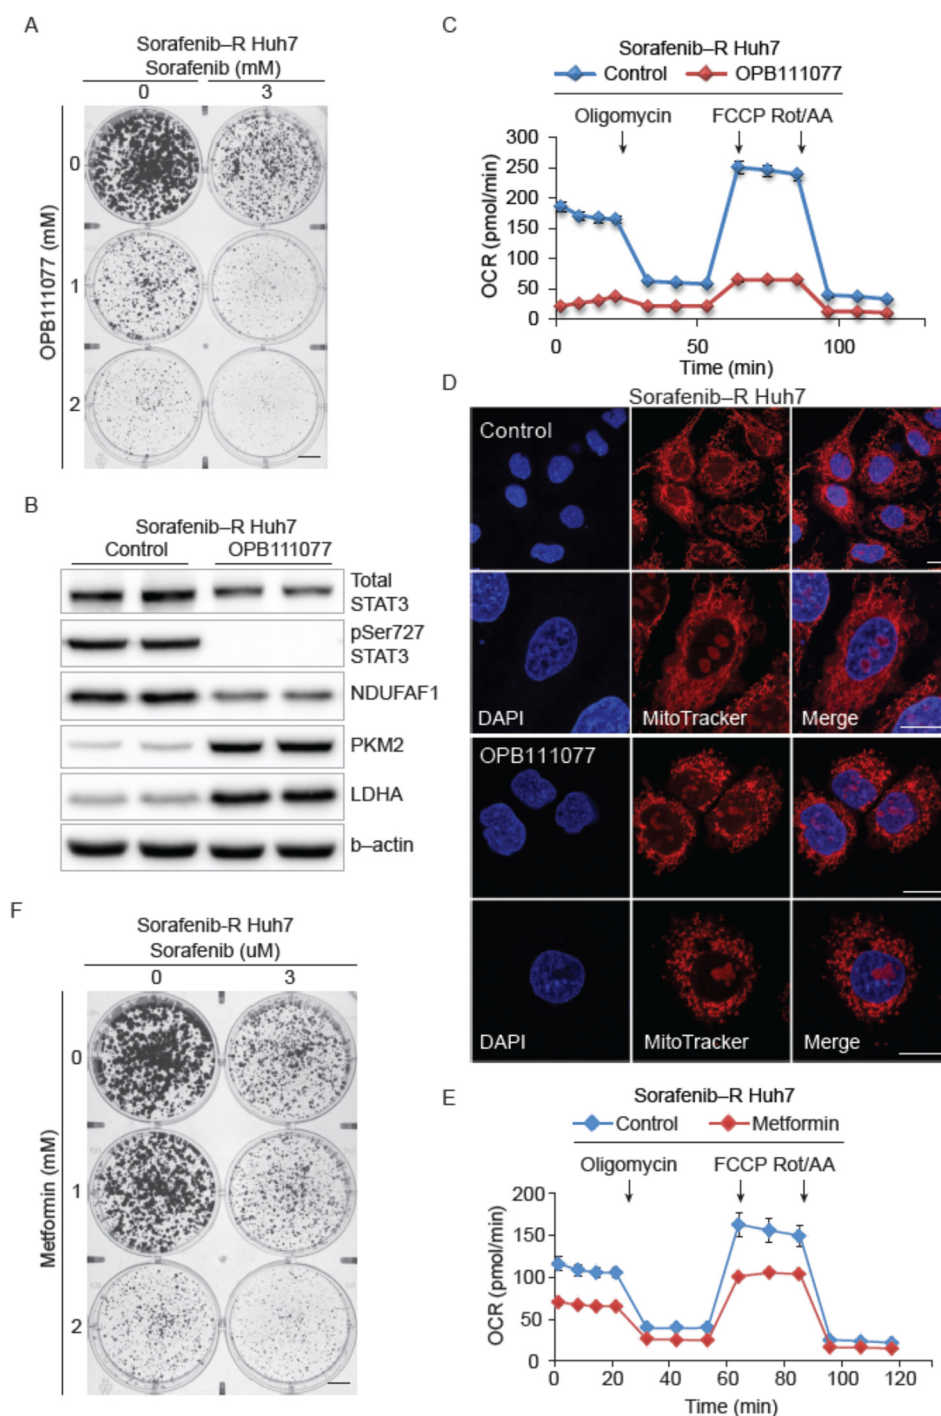 A
Sorafenib–R Huh7
Sorafenib (mM)
0 3
OPB111077 (mM)
0
1
2
B
Sorafenib–R Huh7
Control OPB111077
Total
STAT3
pSer727
STAT3
NDUFAF1
PKM2
LDHA
b–actin
F
Sorafenib-R Huh7
Sorafenib (uM)
0 3
Metformin (mM)
0
1
2
C
Sorafenib–R Huh7
Control OPB111077
Oligomycin FCCP Rot/AA
OCR (pmol/min)
300
250
200
150
100
50
0
0 50 100
Time (min)
D
Sorafenib–R Huh7
Control
DAPI MitoTracker Merge
OPB111077
DAPI MitoTracker Merge
E
Sorafenib–R Huh7
Control Metformin
Oligomycin FCCP Rot/AA
OCR (pmol/min)
200
150
100
50
0
0 20 40 60 80 100 120
Time (min)